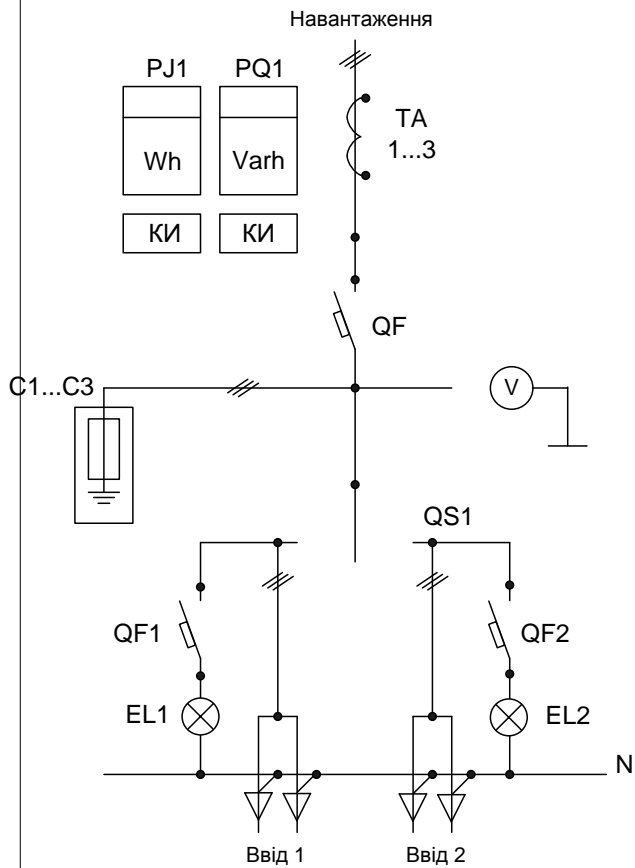 Навантаження
PJ1 PQ1
TA
1...3
Wh Varh
КИ КИ
QF
C1...C3
V
QS1
QF1 QF2
EL1 EL2
N
Ввід 1 Ввід 2